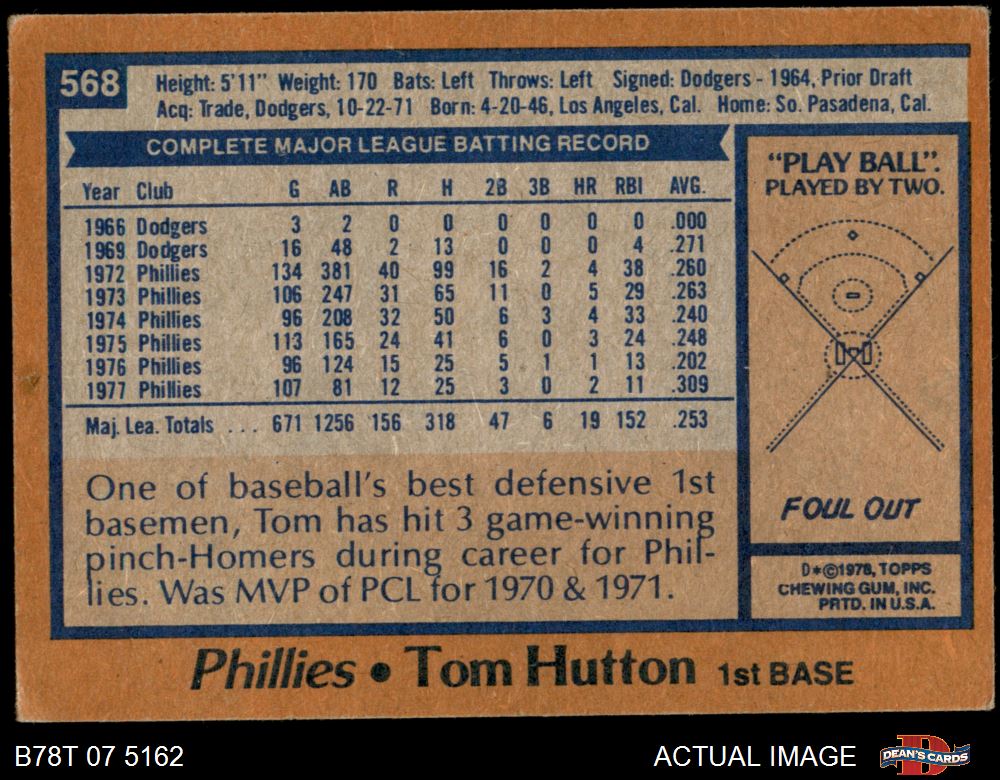 568
Height: 5'11" Weight: 170 Bats: Left Throws: Left Signed: Dodgers - 1964, Prior Draft
Acq: Trade, Dodgers, 10-22-71 Born: 4-20-46, Los Angeles, Cal. Home: So. Pasadena, Cal.
COMPLETE MAJOR LEAGUE BATTING RECORD
Year Club G AB R H 2B 3B HR RBI AVG.
1966 Dodgers 3 2 0 0 0 0 0 0 .000
1969 Dodgers 16 48 2 13 0 0 0 4 .271
1972 Phillies 134 381 40 99 16 2 4 38 .260
1973 Phillies 106 247 31 65 11 0 5 29 .263
1974 Phillies 96 208 32 50 6 3 4 33 .240
1975 Phillies 113 165 24 41 6 0 3 24 .248
1976 Phillies 96 124 15 25 5 1 1 13 .202
1977 Phillies 107 81 12 25 3 0 2 11 .309
Maj. Lea. Totals ... 671 1256 156 318 47 6 19 152 .253
One of baseball's best defensive 1st
basemen, Tom has hit 3 game-winning
pinch-Homers during career for Phil-
lies. Was MVP of PCL for 1970 & 1971.
"PLAY BALL".
PLAYED BY TWO.
FOUL OUT
D*©1978, TOPPS
CHEWING GUM, INC.
PRTD. IN U.S.A.
Phillies • Tom Hutton 1st BASE
B78T 07 5162
ACTUAL IMAGE
D
DEAN'S CARDS